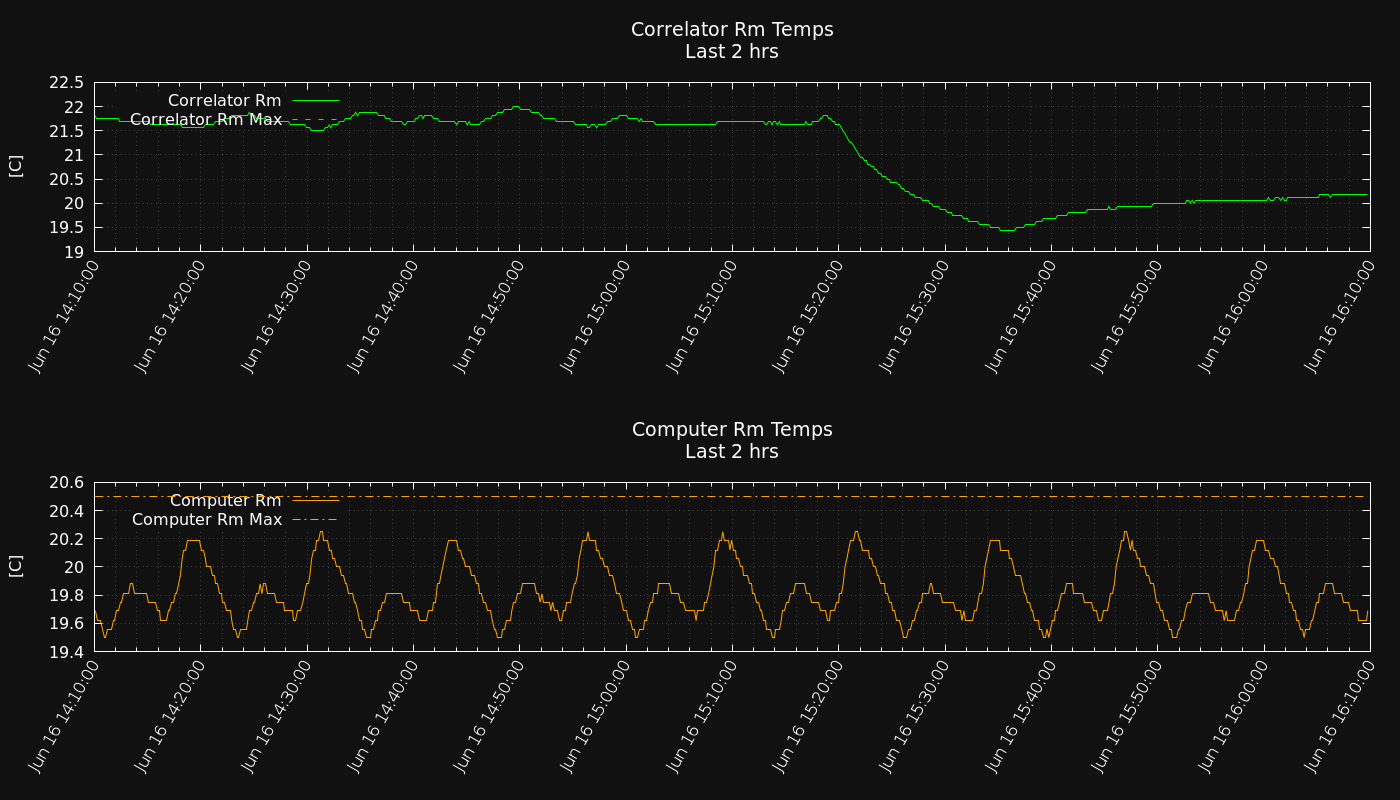 Correlator Rm Temps
Last 2 hrs
22.5
22
21.5
21
20.5
20
19.5
19
[C]
Correlator Rm
Correlator Rm Max
Jun 16 14:10:00
Jun 16 14:20:00
Jun 16 14:30:00
Jun 16 14:40:00
Jun 16 14:50:00
Jun 16 15:00:00
Jun 16 15:10:00
Jun 16 15:20:00
Jun 16 15:30:00
Jun 16 15:40:00
Jun 16 15:50:00
Jun 16 16:00:00
Jun 16 16:10:00
Computer Rm Temps
Last 2 hrs
20.6
20.4
20.2
20
19.8
19.6
19.4
[C]
Computer Rm
Computer Rm Max
Jun 16 14:10:00
Jun 16 14:20:00
Jun 16 14:30:00
Jun 16 14:40:00
Jun 16 14:50:00
Jun 16 15:00:00
Jun 16 15:10:00
Jun 16 15:20:00
Jun 16 15:30:00
Jun 16 15:40:00
Jun 16 15:50:00
Jun 16 16:00:00
Jun 16 16:10:00